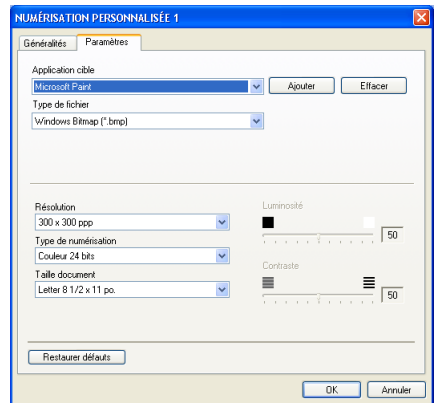 NUMÉRISATION PERSONNALISÉE 1
Généralités Paramètres
Application cible
Microsoft Paint Ajouter Effacer
Type de fichier
Windows Bitmap (*.bmp)
Résolution Luminosité
300 x 300 ppp
50
Type de numérisation
Couleur 24 bits
Contraste
Taille document
Letter 8 1/2 x 11 po.
50
Restaurer défauts
OK Annuler